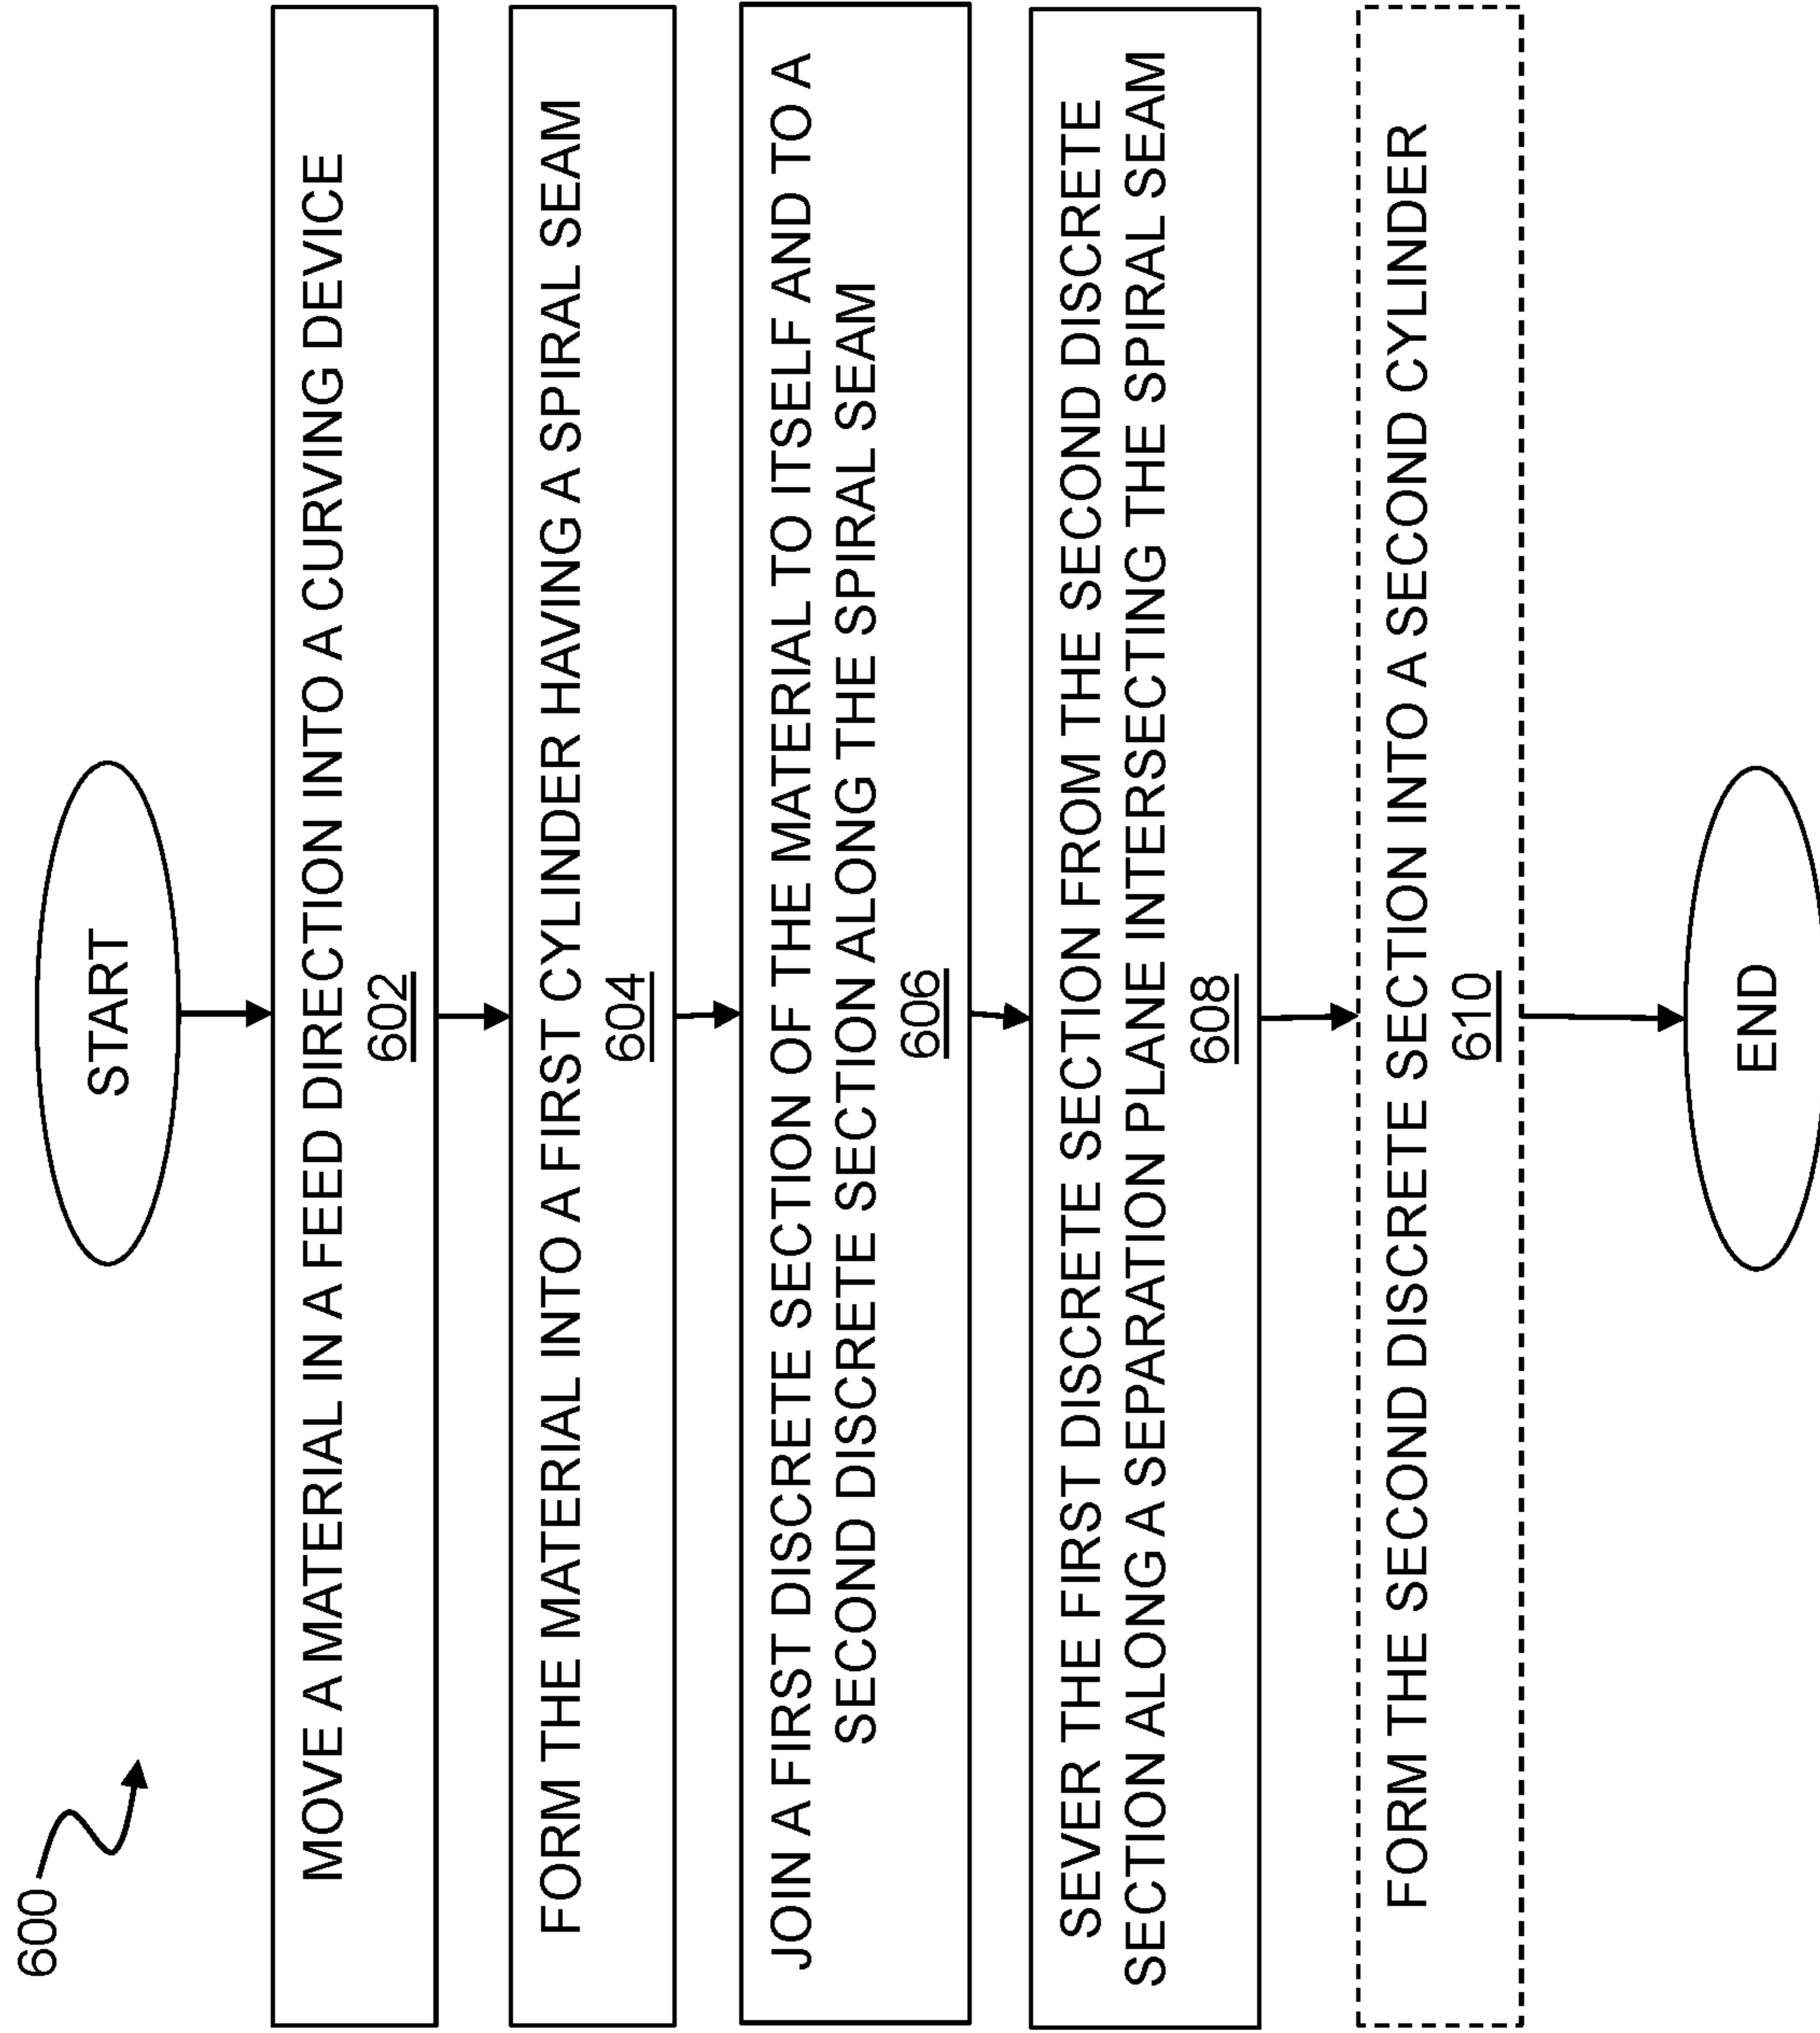 600
START
MOVE A MATERIAL IN A FEED DIRECTION INTO A CURVING DEVICE
602
FORM THE MATERIAL INTO A FIRST CYLINDER HAVING A SPIRAL SEAM
604
JOIN A FIRST DISCRETE SECTION OF THE MATERIAL TO ITSELF AND TO A
SECOND DISCRETE SECTION ALONG THE SPIRAL SEAM
606
SEVER THE FIRST DISCRETE SECTION FROM THE SECOND DISCRETE
SECTION ALONG A SEPARATION PLANE INTERSECTING THE SPIRAL SEAM
608
FORM THE SECOND DISCRETE SECTION INTO A SECOND CYLINDER
610
END